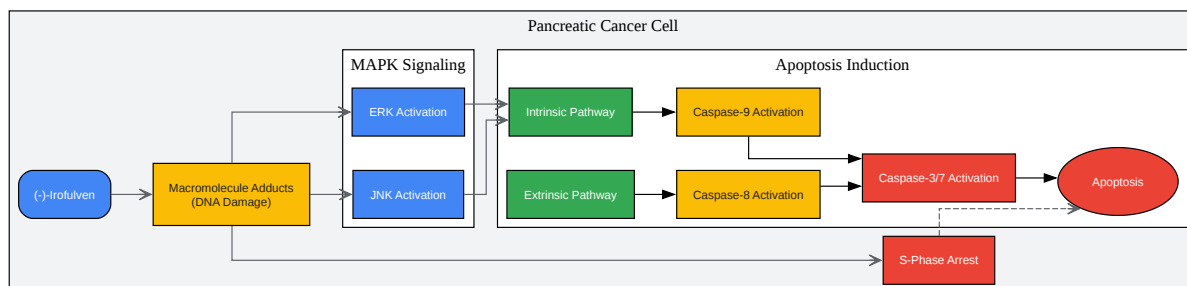 Pancreatic Cancer Cell
MAPK Signaling
Apoptosis Induction
ERK Activation
Intrinsic Pathway
Caspase-9 Activation
(-)-Irofulven
Macromolecule Adducts
(DNA Damage)
JNK Activation
Extrinsic Pathway
Caspase-8 Activation
Caspase-3/7 Activation
Apoptosis
S-Phase Arrest